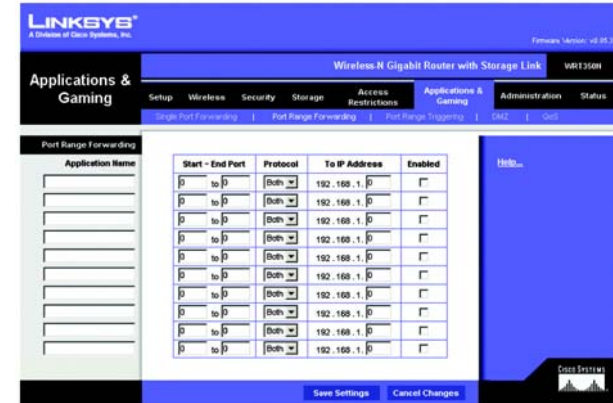 LINKSYS®
A Division of Cisco Systems, Inc.
Firmware Version: v0.05.3
Wireless-N Gigabit Router with Storage Link WRT350N
Applications & Gaming
Setup Wireless Security Storage Access Restrictions Applications & Gaming Administration Status
Single Port Forwarding | Port Range Forwarding | Port Range Triggering | DMZ | QoS
Port Range Forwarding
Application Name
Start - End Port Protocol To IP Address Enabled
0 to 0 Both 192.168.1.0
0 to 0 Both 192.168.1.0
0 to 0 Both 192.168.1.0
0 to 0 Both 192.168.1.0
0 to 0 Both 192.168.1.0
0 to 0 Both 192.168.1.0
0 to 0 Both 192.168.1.0
0 to 0 Both 192.168.1.0
0 to 0 Both 192.168.1.0
0 to 0 Both 192.168.1.0
Help...
Save Settings Cancel Changes
CISCO SYSTEMS